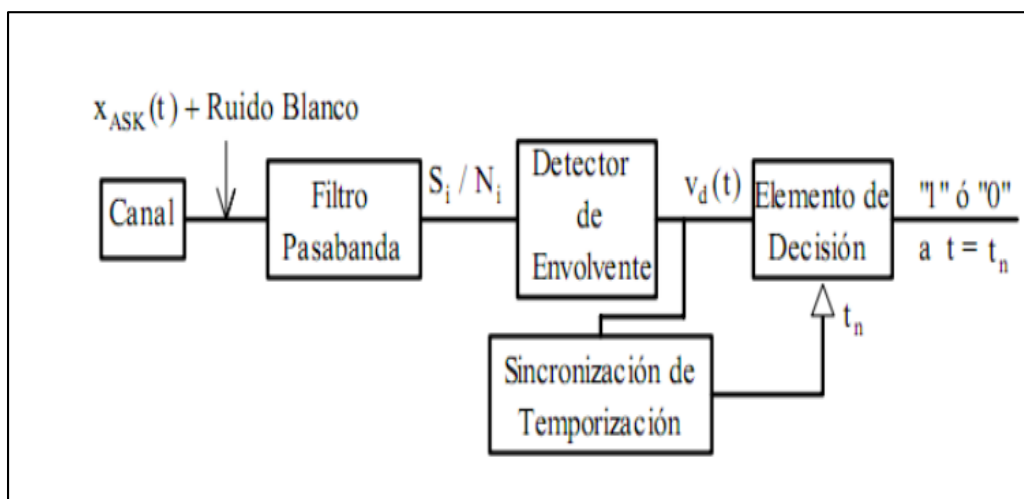 x_ASK(t) + Ruido Blanco
Canal
Filtro
Pasabanda
S_i / N_i
Detector
de
Envolvente
v_d(t)
Elemento de
Decisión
"1" ó "0"
a t = t_n
t_n
Sincronización de
Temporización